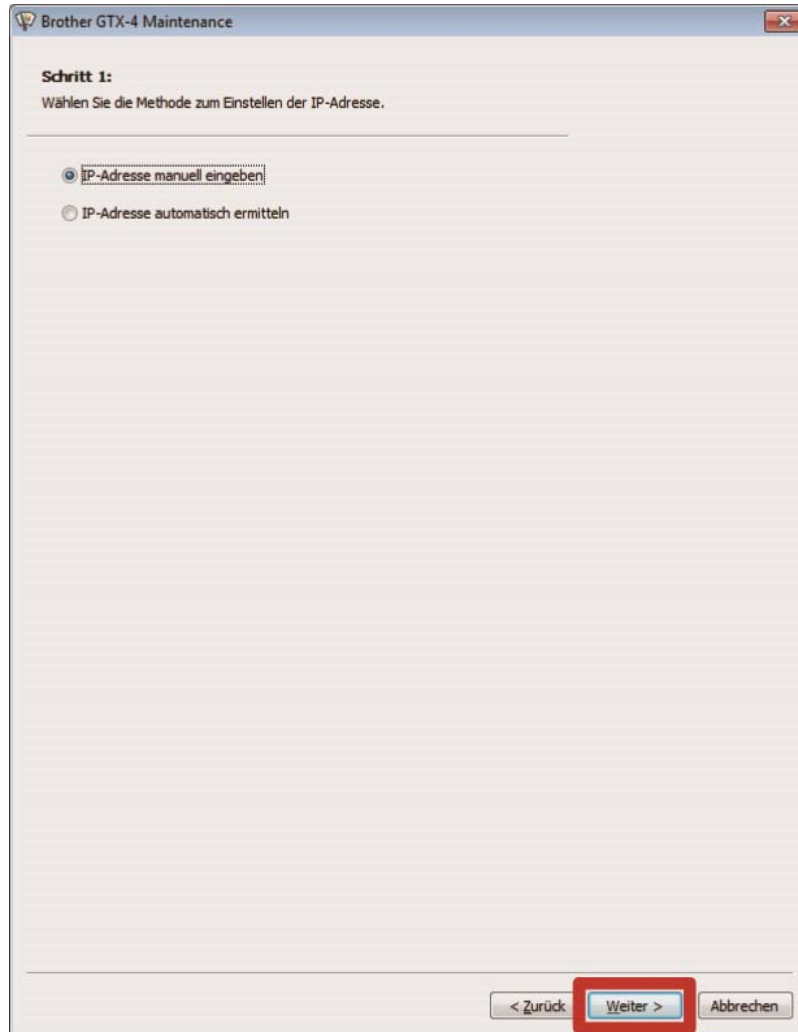 Brother GTX-4 Maintenance
Schritt 1:
Wählen Sie die Methode zum Einstellen der IP-Adresse.
IP-Adresse manuell eingeben
IP-Adresse automatisch ermitteln
< Zurück Weiter > Abbrechen